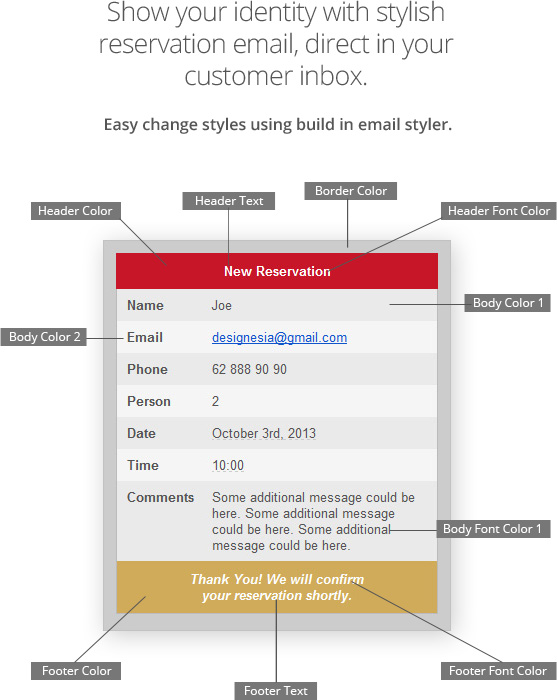 Show your identity with stylish
reservation email, direct in your
customer inbox.
Easy change styles using build in email styler.
Border Color
Header Text
Header Color
Header Font Color
New Reservation
Name Joe
Body Color 1
Body Color 2
Email designesia@gmail.com
Phone 62 888 90 90
Person 2
Date October 3rd, 2013
Time 10:00
Comments Some additional message could be
here. Some additional message
could be here. Some additional
message could be here.
Body Font Color 1
Thank You! We will confirm
your reservation shortly.
Footer Color
Footer Font Color
Footer Text